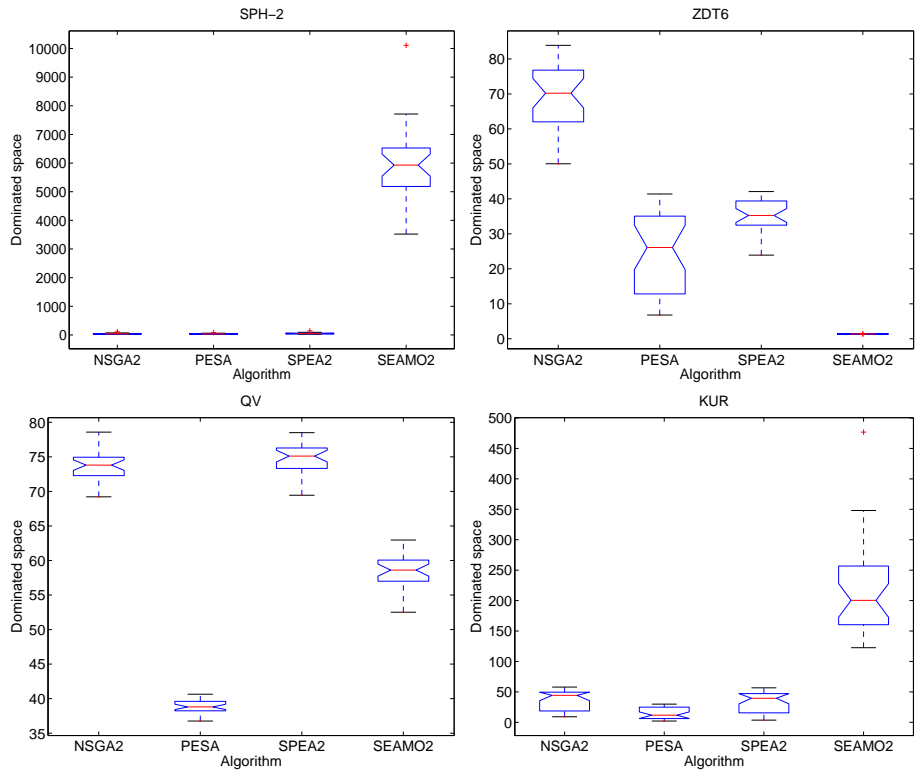 SPH-2
10000
9000
8000
7000
6000
5000
4000
3000
2000
1000
0
Dominated space
NSGA2 PESA SPEA2 SEAMO2
Algorithm
ZDT6
80
70
60
50
40
30
20
10
0
Dominated space
NSGA2 PESA SPEA2 SEAMO2
Algorithm
QV
80
75
70
65
60
55
50
45
40
35
Dominated space
NSGA2 PESA SPEA2 SEAMO2
Algorithm
KUR
500
450
400
350
300
250
200
150
100
50
0
Dominated space
NSGA2 PESA SPEA2 SEAMO2
Algorithm